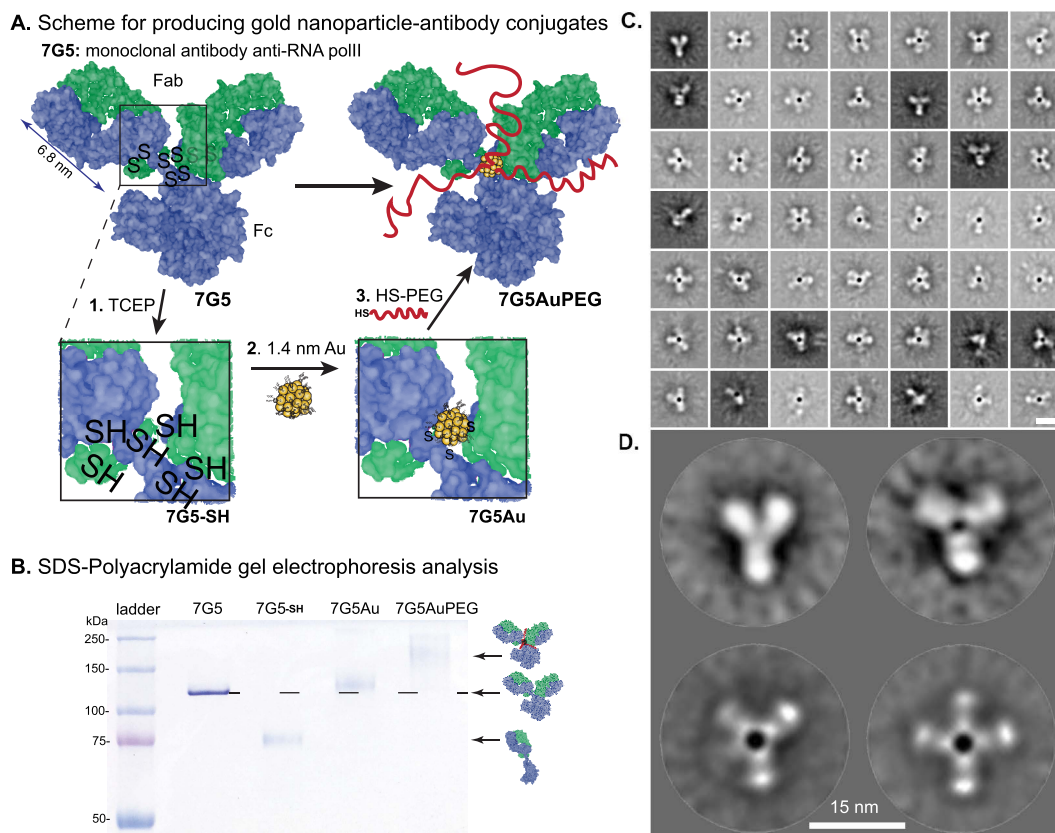 A. Scheme for producing gold nanoparticle-antibody conjugates
7G5: monoclonal antibody anti-RNA polII
Fab
6.8 nm
S
S
S
S
S
S
Fc
7G5
7G5AuPEG
1. TCEP
3. HS-PEG
HS
2. 1.4 nm Au
SH
SH
SH
SH
SH
SH
7G5-SH
S
S
S
7G5Au
B. SDS-Polyacrylamide gel electrophoresis analysis
ladder 7G5 7G5-SH 7G5Au 7G5AuPEG
kDa
250-
150-
100-
75-
50-
C.
D.
15 nm